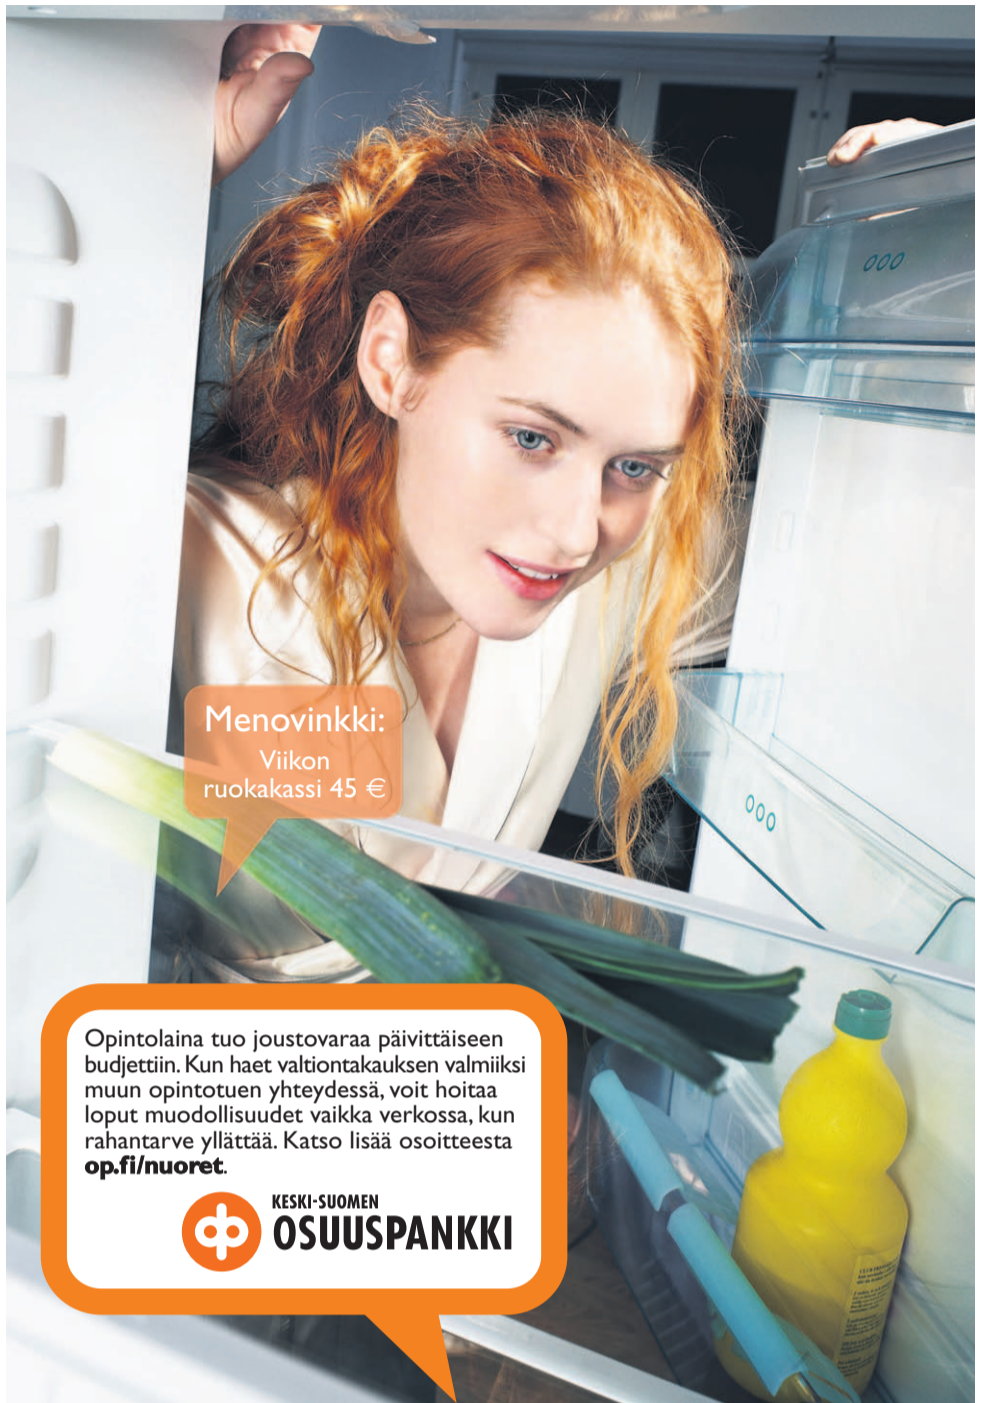 Menovinkki:
Viikon
ruokakassi 45 €
Opintolaina tuo joustovaraa päivittäiseen
budjettiin. Kun haet valtiontakauksen valmiiksi
muun opintotuen yhteydessä, voit hoitaa
loput muodollisuudet vaikka verkossa, kun
rahantarve yllättää. Katso lisää osoitteesta
op.fi/nuoret.
KESKI-SUOMEN
OSUUSPANKKI